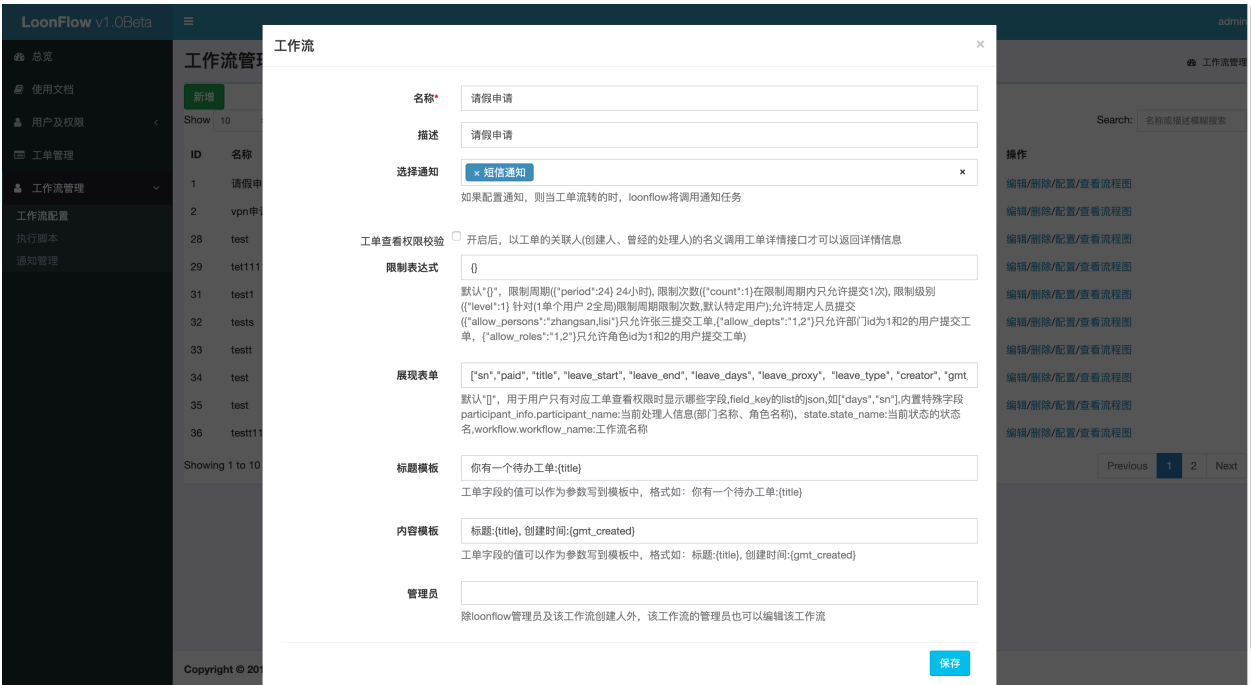 LoonFlow v1.0Beta
admin
总览
使用文档
用户及权限
工单管理
工作流管理
工作流配置
执行脚本
通知管理
工作流管理
新增
Show 10
Search: 名称或描述模糊搜索
ID 名称 操作
1 请假申 编辑/删除/配置/查看流程图
2 vpn申 编辑/删除/配置/查看流程图
28 test 编辑/删除/配置/查看流程图
29 tet111 编辑/删除/配置/查看流程图
31 test1 编辑/删除/配置/查看流程图
32 tests 编辑/删除/配置/查看流程图
33 testt 编辑/删除/配置/查看流程图
34 test 编辑/删除/配置/查看流程图
35 test 编辑/删除/配置/查看流程图
36 testt11 编辑/删除/配置/查看流程图
Showing 1 to 10
Previous 1 2 Next
Copyright © 201
工作流 ×
名称* 请假申请
描述 请假申请
选择通知 × 短信通知 ×
如果配置通知，则当工单流转的时，loonflow将调用通知任务
工单查看权限校验 开启后，以工单的关联人(创建人、曾经的处理人)的名义调用工单详情接口才可以返回详情信息
限制表达式 {}
默认"{}"，限制周期({"period":24} 24小时), 限制次数({"count":1}在限制周期内只允许提交1次), 限制级别
({"level":1} 针对(1单个用户 2全局)限制周期限制次数,默认特定用户);允许特定人员提交
({"allow_persons":"zhangsan,lisi"}只允许张三提交工单,{"allow_depts":"1,2"}只允许部门id为1和2的用户提交工
单，{"allow_roles":"1,2"}只允许角色id为1和2的用户提交工单)
展现表单 ["sn","paid", "title", "leave_start", "leave_end", "leave_days", "leave_proxy", "leave_type", "creator", "gmt_
默认"[]"，用于用户只有对应工单查看权限时显示哪些字段,field_key的list的json,如["days","sn"],内置特殊字段
participant_info.participant_name:当前处理人信息(部门名称、角色名称)，state.state_name:当前状态的状态
名,workflow.workflow_name:工作流名称
标题模板 你有一个待办工单:{title}
工单字段的值可以作为参数写到模板中，格式如：你有一个待办工单:{title}
内容模板 标题:{title}, 创建时间:{gmt_created}
工单字段的值可以作为参数写到模板中，格式如：标题:{title}, 创建时间:{gmt_created}
管理员
除loonflow管理员及该工作流创建人外，该工作流的管理员也可以编辑该工作流
保存